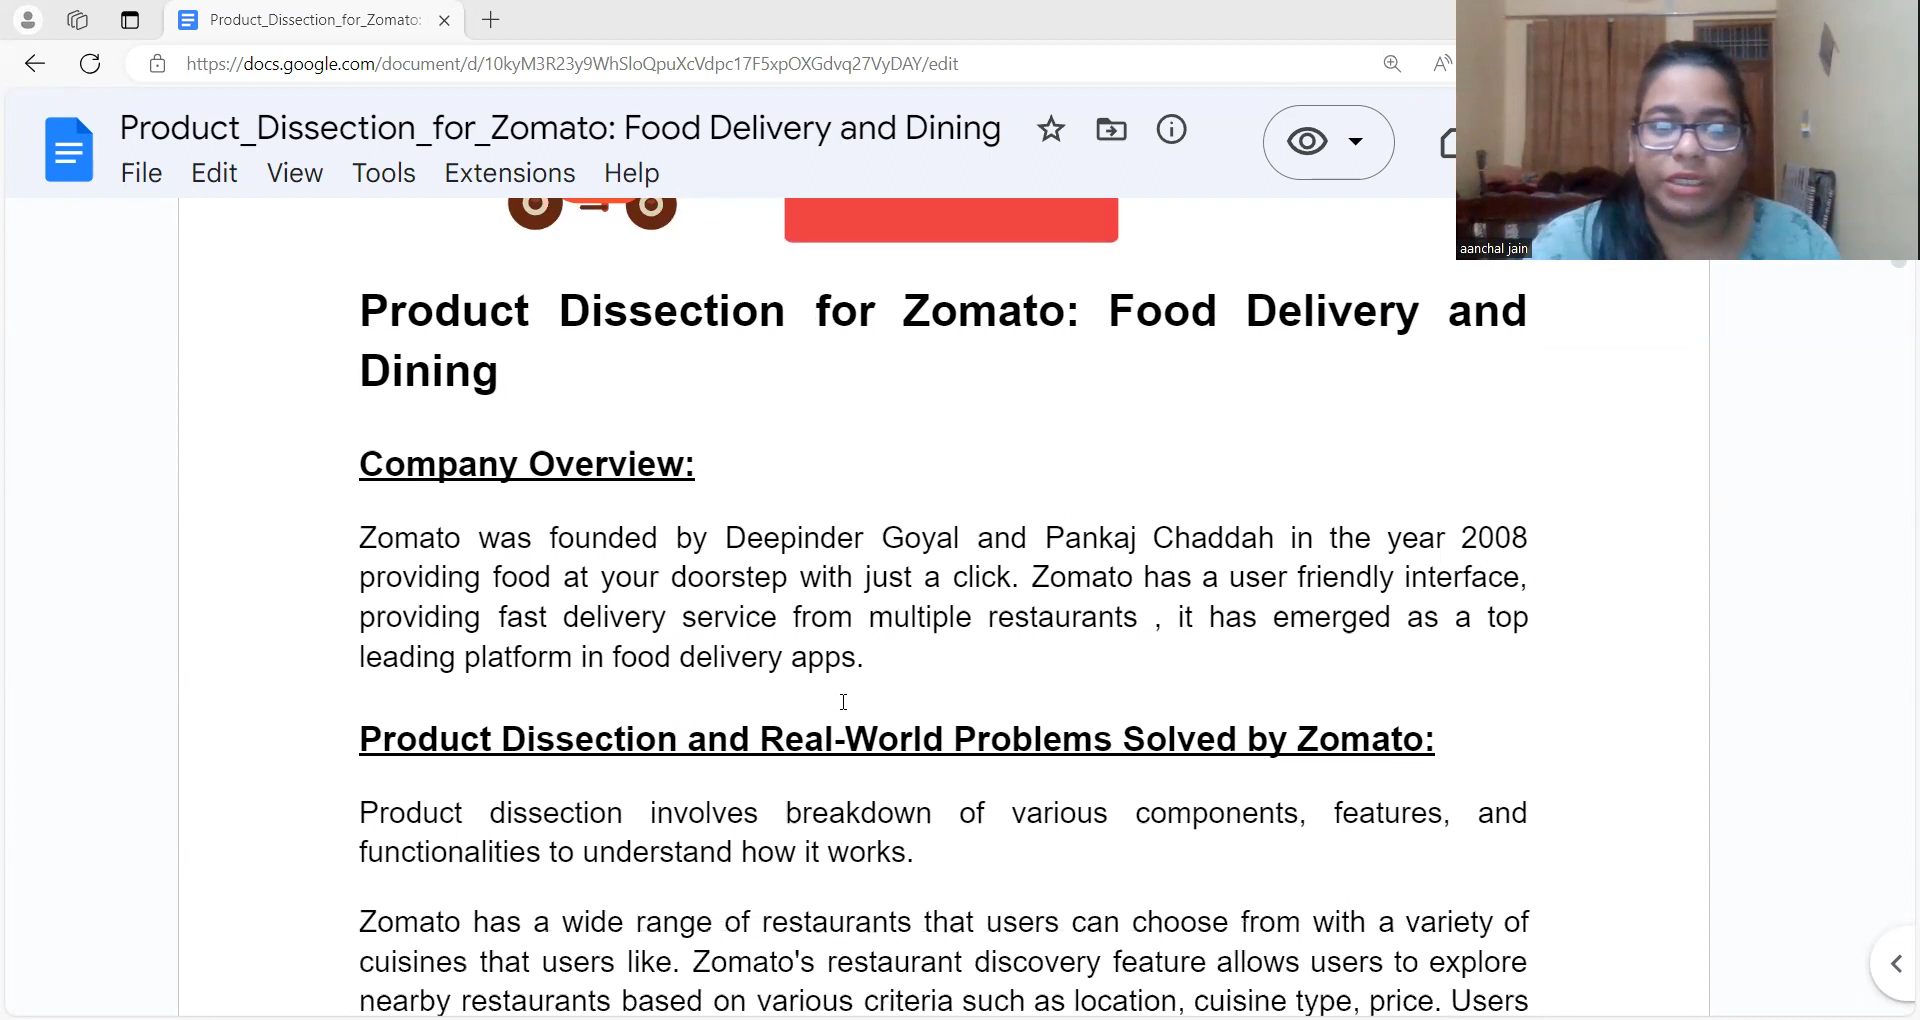 Product_Dissection_for_Zomato:
https://docs.google.com/document/d/10kyM3R23y9WhSloQpuXcVdpc17F5xpOXGdvq27VyDAY/edit
Product_Dissection_for_Zomato: Food Delivery and Dining
File Edit View Tools Extensions Help
aanchal jain
Product Dissection for Zomato: Food Delivery and
Dining
Company Overview:
Zomato was founded by Deepinder Goyal and Pankaj Chaddah in the year 2008
providing food at your doorstep with just a click. Zomato has a user friendly interface,
providing fast delivery service from multiple restaurants , it has emerged as a top
leading platform in food delivery apps.
Product Dissection and Real-World Problems Solved by Zomato:
Product dissection involves breakdown of various components, features, and
functionalities to understand how it works.
Zomato has a wide range of restaurants that users can choose from with a variety of
cuisines that users like. Zomato's restaurant discovery feature allows users to explore
nearby restaurants based on various criteria such as location, cuisine type, price. Users